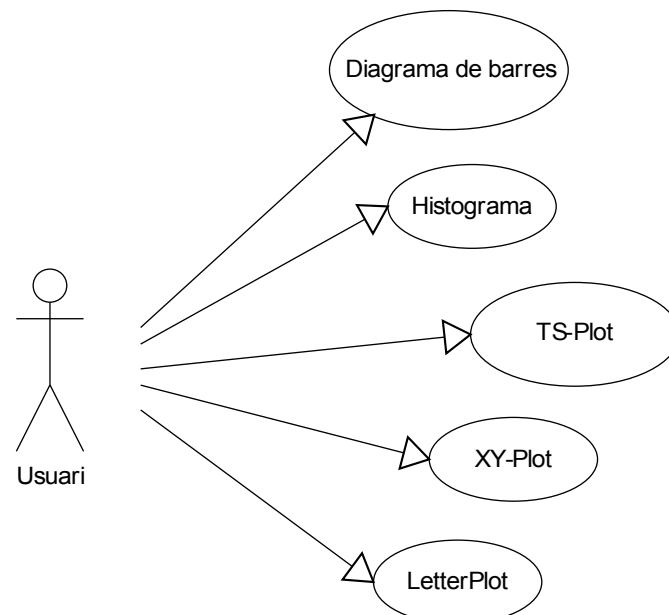 Diagrama de barres
Histograma
TS-Plot
XY-Plot
Usuari
LetterPlot